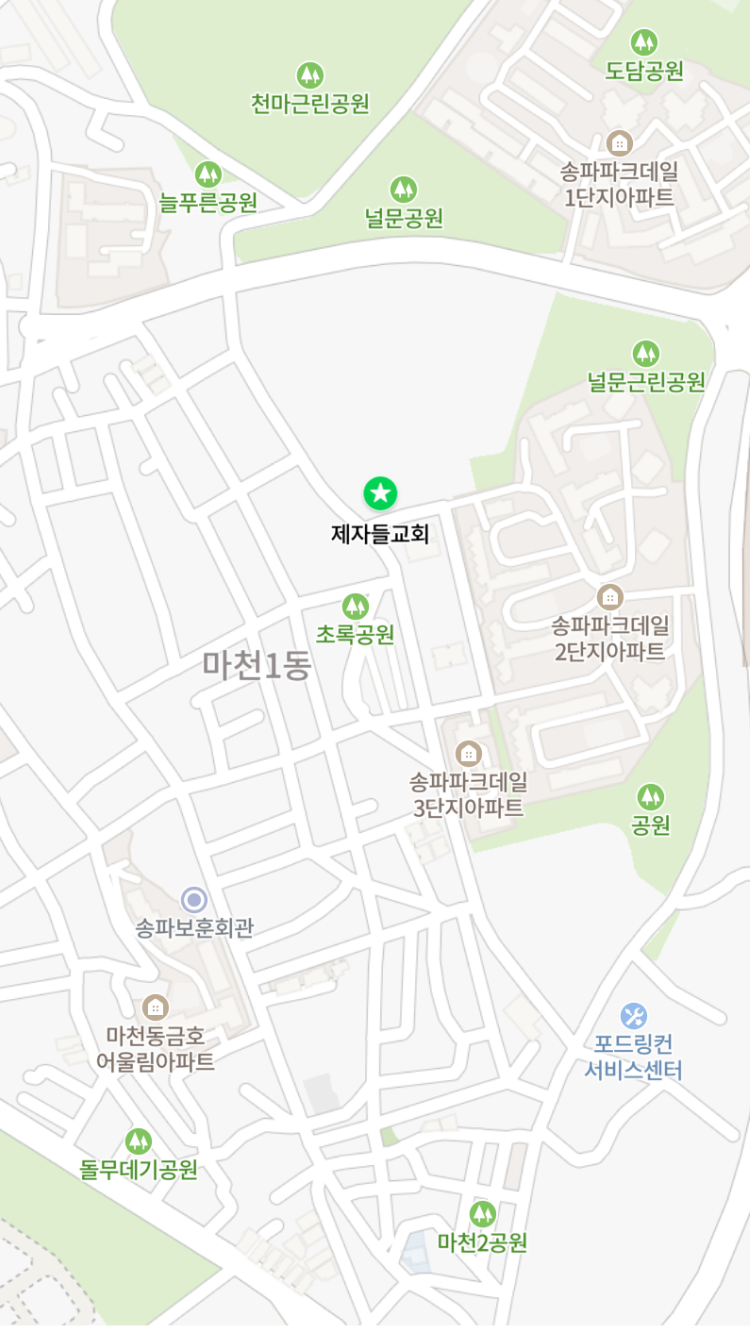 도담공원
천마근린공원
송파파크데일
1단지아파트
늘푸른공원
널문공원
널문근린공원
제자들교회
초록공원
송파파크데일
2단지아파트
마천1동
송파파크데일
3단지아파트
공원
송파보훈회관
마천동금호
어울림아파트
포드링컨
서비스센터
돌무데기공원
마천2공원